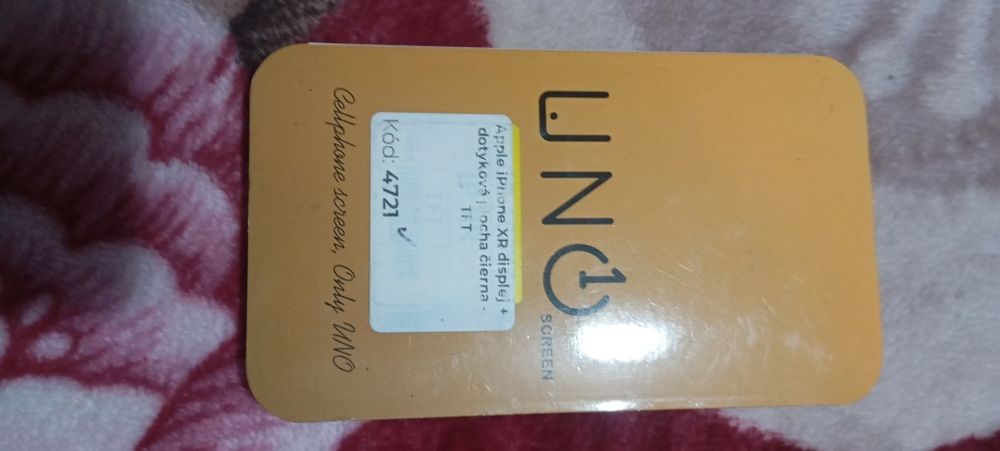 UNO
SCREEN
Apple iPhone XR displej +
dotyková plocha čierna -
TFT
Kód: 4721
Cellphone screen, Only UNO